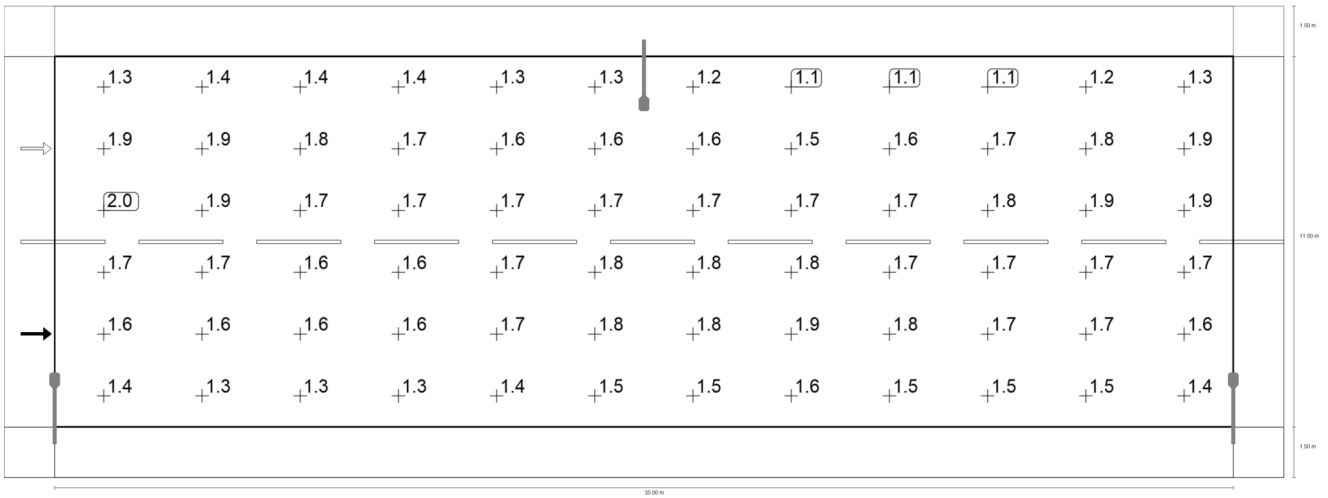 1.50 m
1.3 1.4 1.4 1.4 1.3 1.3 1.2 1.1 1.1 1.1 1.2 1.3
1.9 1.9 1.8 1.7 1.6 1.6 1.6 1.5 1.6 1.7 1.8 1.9
2.0 1.9 1.7 1.7 1.7 1.7 1.7 1.7 1.7 1.8 1.9 1.9
11.00 m
1.7 1.7 1.6 1.6 1.7 1.8 1.8 1.8 1.7 1.7 1.7 1.7
1.6 1.6 1.6 1.6 1.7 1.8 1.8 1.9 1.8 1.7 1.7 1.6
1.4 1.3 1.3 1.3 1.4 1.5 1.5 1.6 1.5 1.5 1.5 1.4
1.50 m
35.00 m